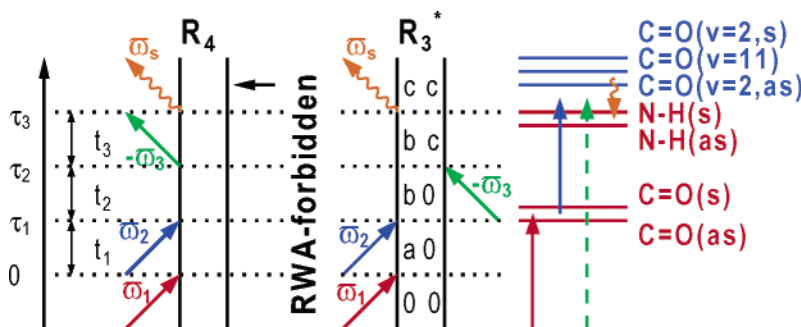 R4
R3*
ω̄s
τ3
t3
-ω̄3
τ2
t2
τ1
ω̄2
t1
0
ω̄1
RWA-forbidden
ω̄s
c c
b c
b 0
-ω̄3
a 0
ω̄2
ω̄1
0 0
C=O(v=2,s)
C=O(v=11)
C=O(v=2,as)
N-H(s)
N-H(as)
C=O(s)
C=O(as)